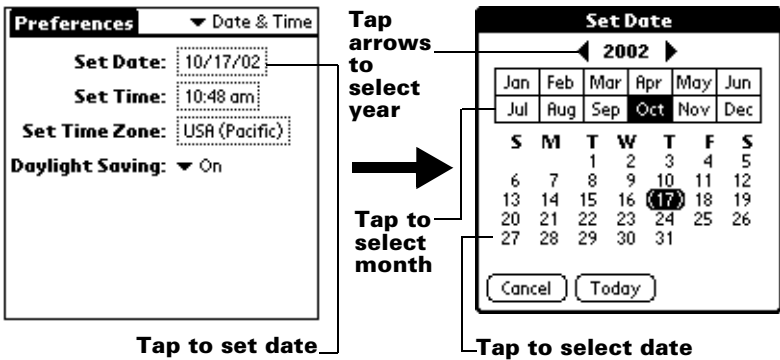 Preferences
Date & Time
Set Date: 10/17/02
Set Time: 10:48 am
Set Time Zone: USA (Pacific)
Daylight Saving: On
Tap to set date
Tap
arrows
to
select
year
Tap to
select
month
Set Date
2002
Jan Feb Mar Apr May Jun
Jul Aug Sep Oct Nov Dec
S M T W T F S
1 2 3 4 5
6 7 8 9 10 11 12
13 14 15 16 17 18 19
20 21 22 23 24 25 26
27 28 29 30 31
Cancel Today
Tap to select date